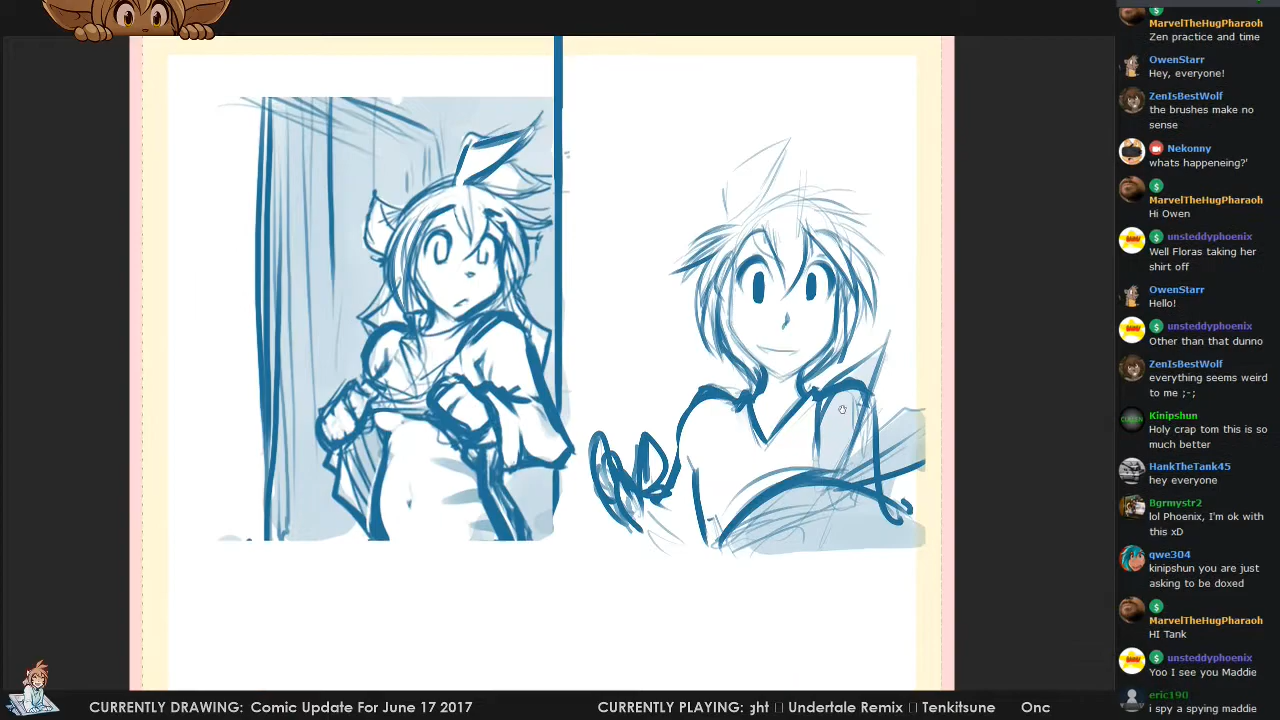 MarvelTheHugPharaoh
Zen practice and time
OwenStarr
Hey, everyone!
ZenIsBestWolf
the brushes make no
sense
Nekonny
whats happeneing?'
MarvelTheHugPharaoh
Hi Owen
unsteddyphoenix
Well Floras taking her
shirt off
OwenStarr
Hello!
unsteddyphoenix
Other than that dunno
ZenIsBestWolf
everything seems weird
to me ;-;
Kinipshun
Holy crap tom this is so
much better
HankTheTank45
hey everyone
Bgrmystr2
lol Phoenix, I'm ok with
this xD
qwe304
kinipshun you are just
asking to be doxed
MarvelTheHugPharaoh
HI Tank
unsteddyphoenix
Yoo I see you Maddie
eric190
i spy a spying maddie
CURRENTLY DRAWING: Comic Update For June 17 2017
CURRENTLY PLAYING: ght □ Undertale Remix □ Tenkitsune Onc